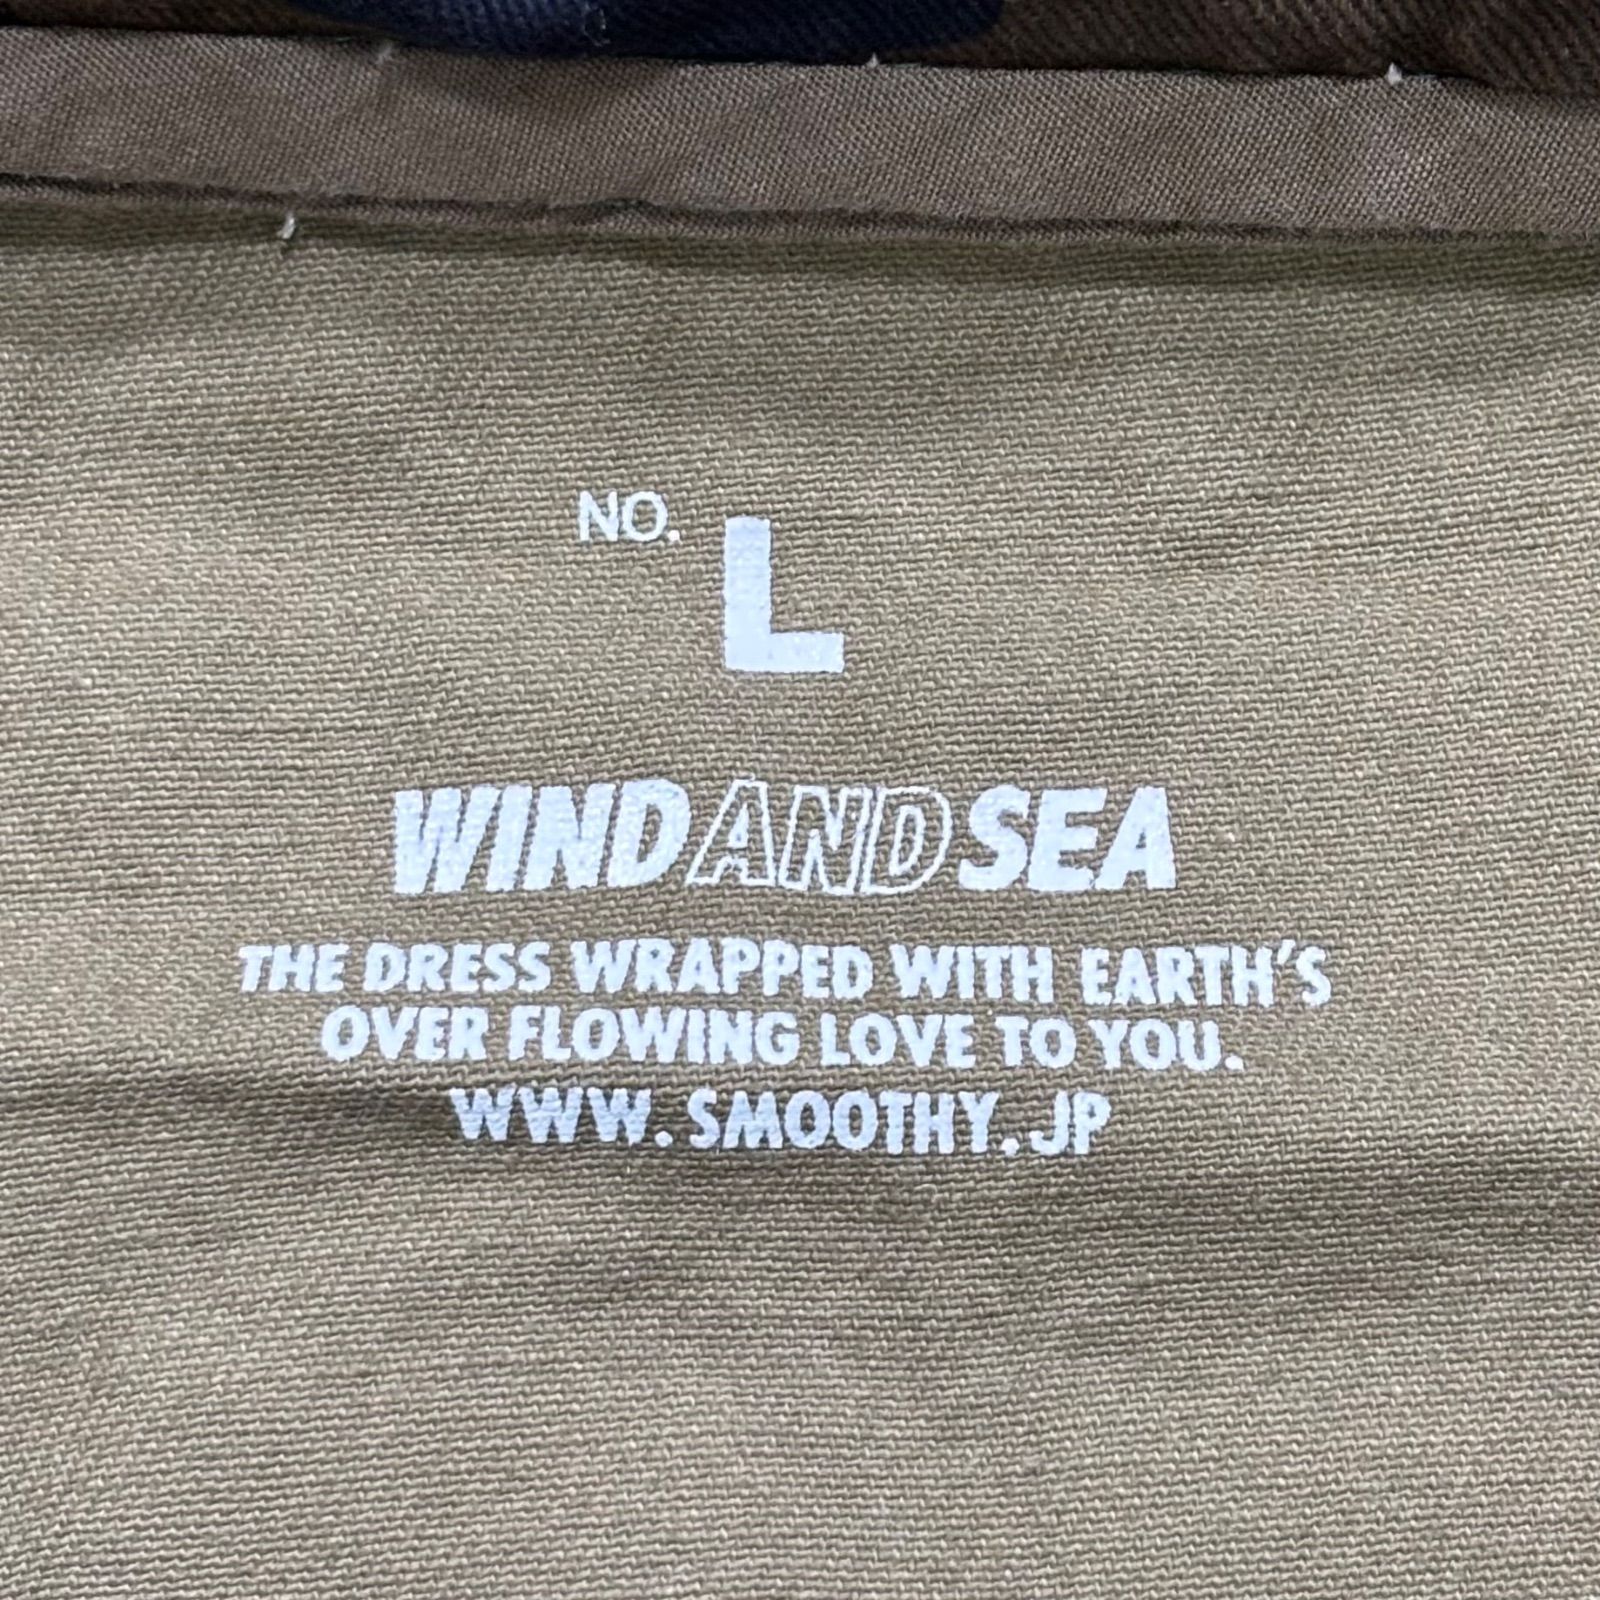 NO. L
WINDANDSEA
THE DRESS WRAPPED WITH EARTH'S
OVER FLOWING LOVE TO YOU.
WWW.SMOOTHY.JP